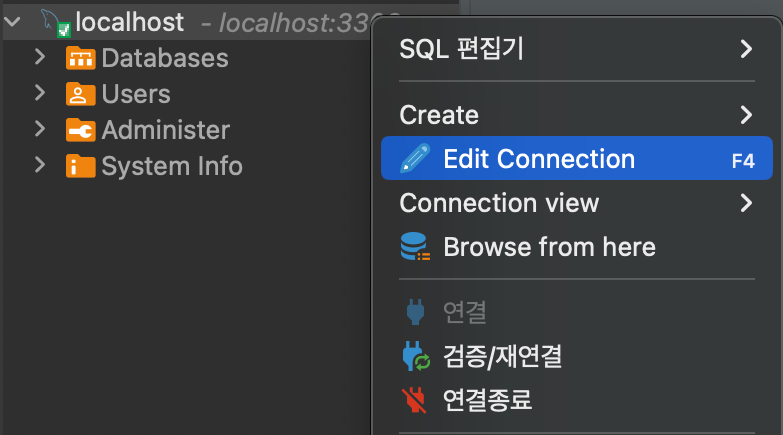 localhost - localhost:33
Databases
Users
Administer
System Info
SQL 편집기
Create
Edit Connection F4
Connection view
Browse from here
연결
검증/재연결
연결종료